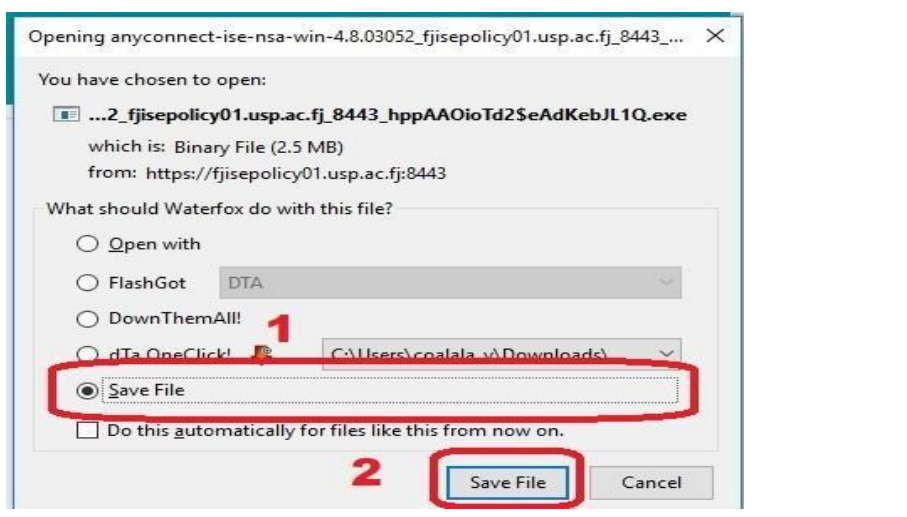 Opening anyconnect-ise-nsa-win-4.8.03052_fjisepolicy01.usp.ac.fj_8443_...
You have chosen to open:
...2_fjisepolicy01.usp.ac.fj_8443_hppAAOioTd2$eAdKebJL1Q.exe
which is: Binary File (2.5 MB)
from: https://fjisepolicy01.usp.ac.fj:8443
What should Waterfox do with this file?
Open with
FlashGot DTA
DownThemAll!
1
dTa OneClick! C:\Users\coalala_v\Downloads\
Save File
Do this automatically for files like this from now on.
2
Save File Cancel